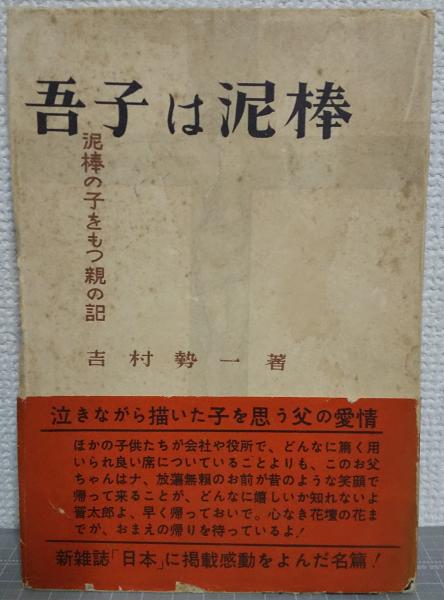 吾子は泥棒
泥棒の子をもつ親の記
吉村勢一著
泣きながら描いた子を思う父の愛情
ほかの子供たちが会社や役所で、どんなに篤く用
いられ良い席についていることよりも、このお父
ちゃんはナ、放蕩無頼のお前が昔のような笑顔で
帰って来ることが、どんなに嬉しいか知れないよ
晋太郎よ、早く帰っておいで。心なき花壇の花ま
でが、おまえの帰りを待っているよ！
新雑誌「日本」に掲載感動をよんだ名篇！